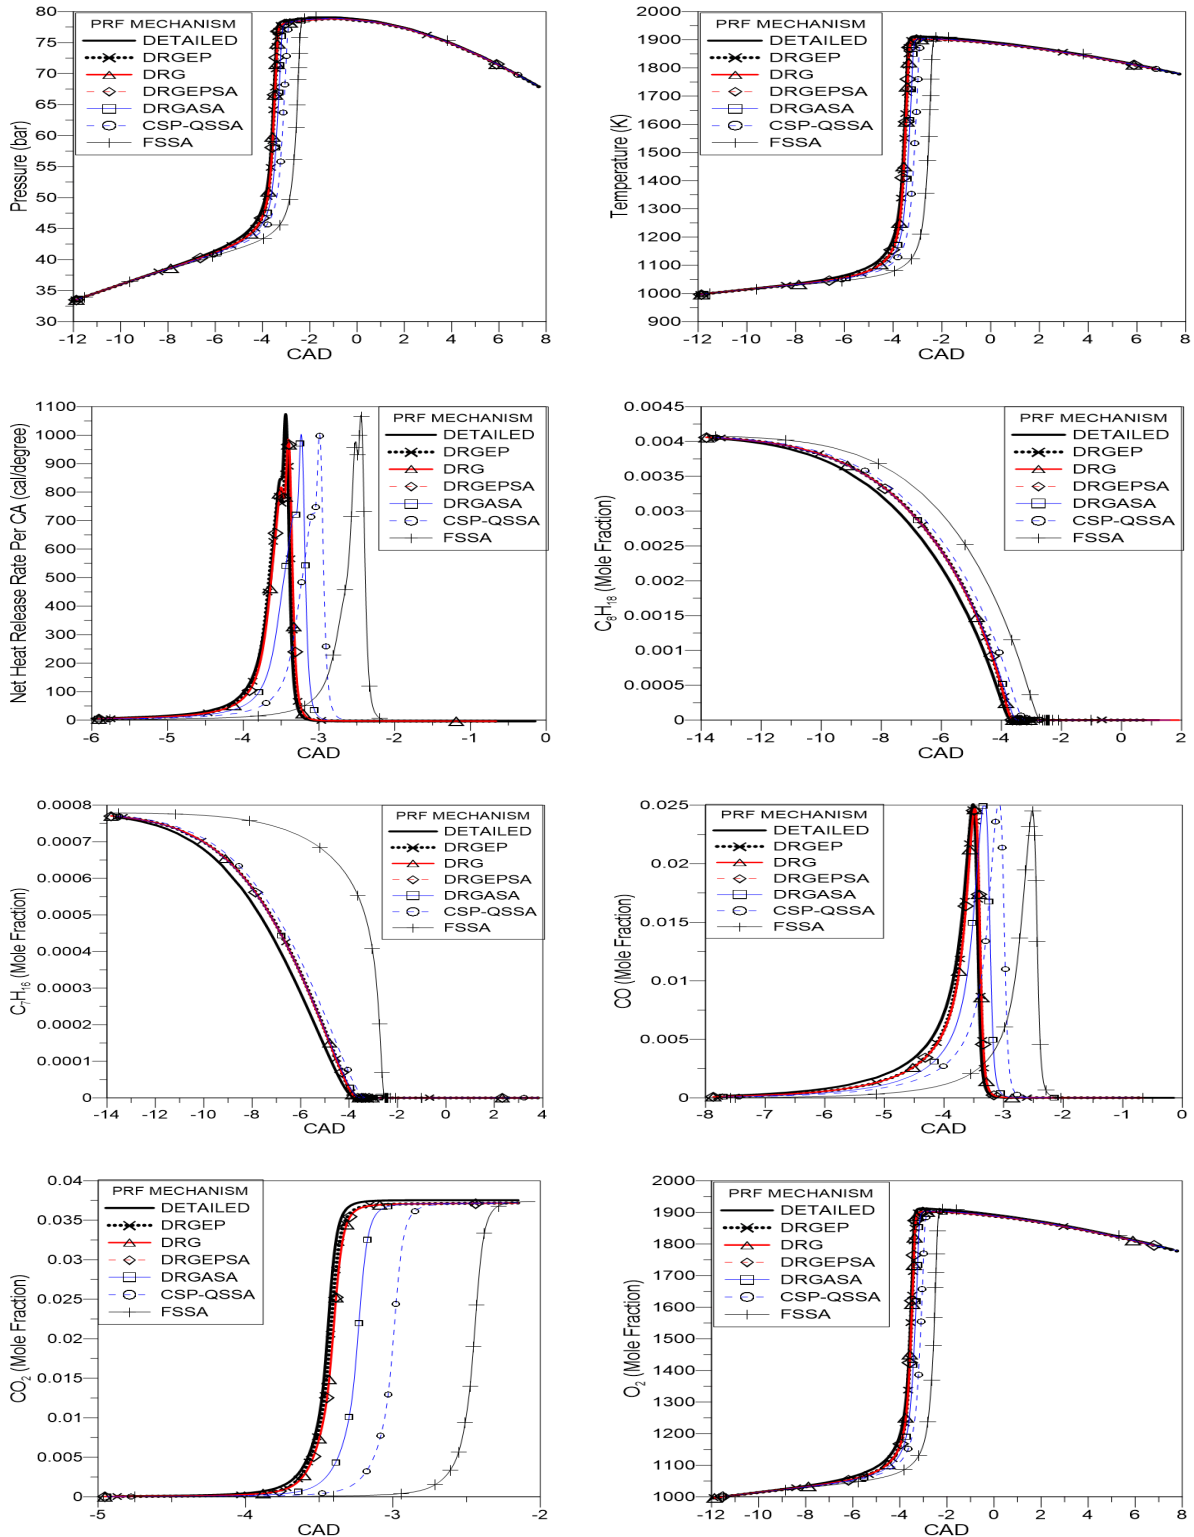 80
75
70
65
60
55
50
45
40
35
30
Pressure (bar)
PRF MECHANISM
DETAILED
DRGEP
DRG
DRGEPSA
DRGASA
CSP-QSSA
FSSA
-12 -10 -8 -6 -4 -2 0 2 4 6 8
CAD
2000
1900
1800
1700
1600
1500
1400
1300
1200
1100
1000
900
Temperature (K)
PRF MECHANISM
DETAILED
DRGEP
DRG
DRGEPSA
DRGASA
CSP-QSSA
FSSA
-12 -10 -8 -6 -4 -2 0 2 4 6 8
CAD
1100
1000
900
800
700
600
500
400
300
200
100
0
Net Heat Release Rate Per CA (cal/degree)
PRF MECHANISM
DETAILED
DRGEP
DRG
DRGEPSA
DRGASA
CSP-QSSA
FSSA
-6 -5 -4 -3 -2 -1 0
CAD
0.0045
0.004
0.0035
0.003
0.0025
0.002
0.0015
0.001
0.0005
0
C8H18 (Mole Fraction)
PRF MECHANISM
DETAILED
DRGEP
DRG
DRGEPSA
DRGASA
CSP-QSSA
FSSA
-14 -12 -10 -8 -6 -4 -2 0 2
CAD
0.0008
0.0007
0.0006
0.0005
0.0004
0.0003
0.0002
0.0001
0
C7H16 (Mole Fraction)
PRF MECHANISM
DETAILED
DRGEP
DRG
DRGEPSA
DRGASA
CSP-QSSA
FSSA
-14 -12 -10 -8 -6 -4 -2 0 2 4
CAD
0.025
0.02
0.015
0.01
0.005
0
CO (Mole Fraction)
PRF MECHANISM
DETAILED
DRGEP
DRG
DRGEPSA
DRGASA
CSP-QSSA
FSSA
-8 -7 -6 -5 -4 -3 -2 -1 0
CAD
0.04
0.035
0.03
0.025
0.02
0.015
0.01
0.005
0
CO2 (Mole Fraction)
PRF MECHANISM
DETAILED
DRGEP
DRG
DRGEPSA
DRGASA
CSP-QSSA
FSSA
-5 -4 -3 -2
CAD
2000
1900
1800
1700
1600
1500
1400
1300
1200
1100
1000
O2 (Mole Fraction)
PRF MECHANISM
DETAILED
DRGEP
DRG
DRGEPSA
DRGASA
CSP-QSSA
FSSA
-12 -10 -8 -6 -4 -2 0 2 4 6 8
CAD